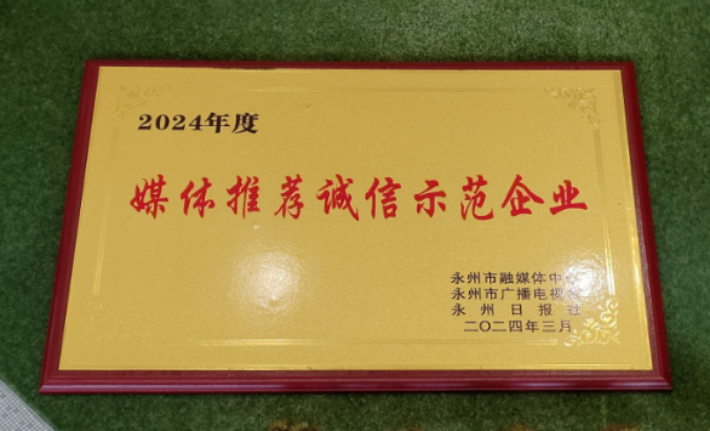 2024年度
媒体推荐诚信示范企业
永州市融媒体中心
永州市广播电视台
永州日报社
二〇二四年三月